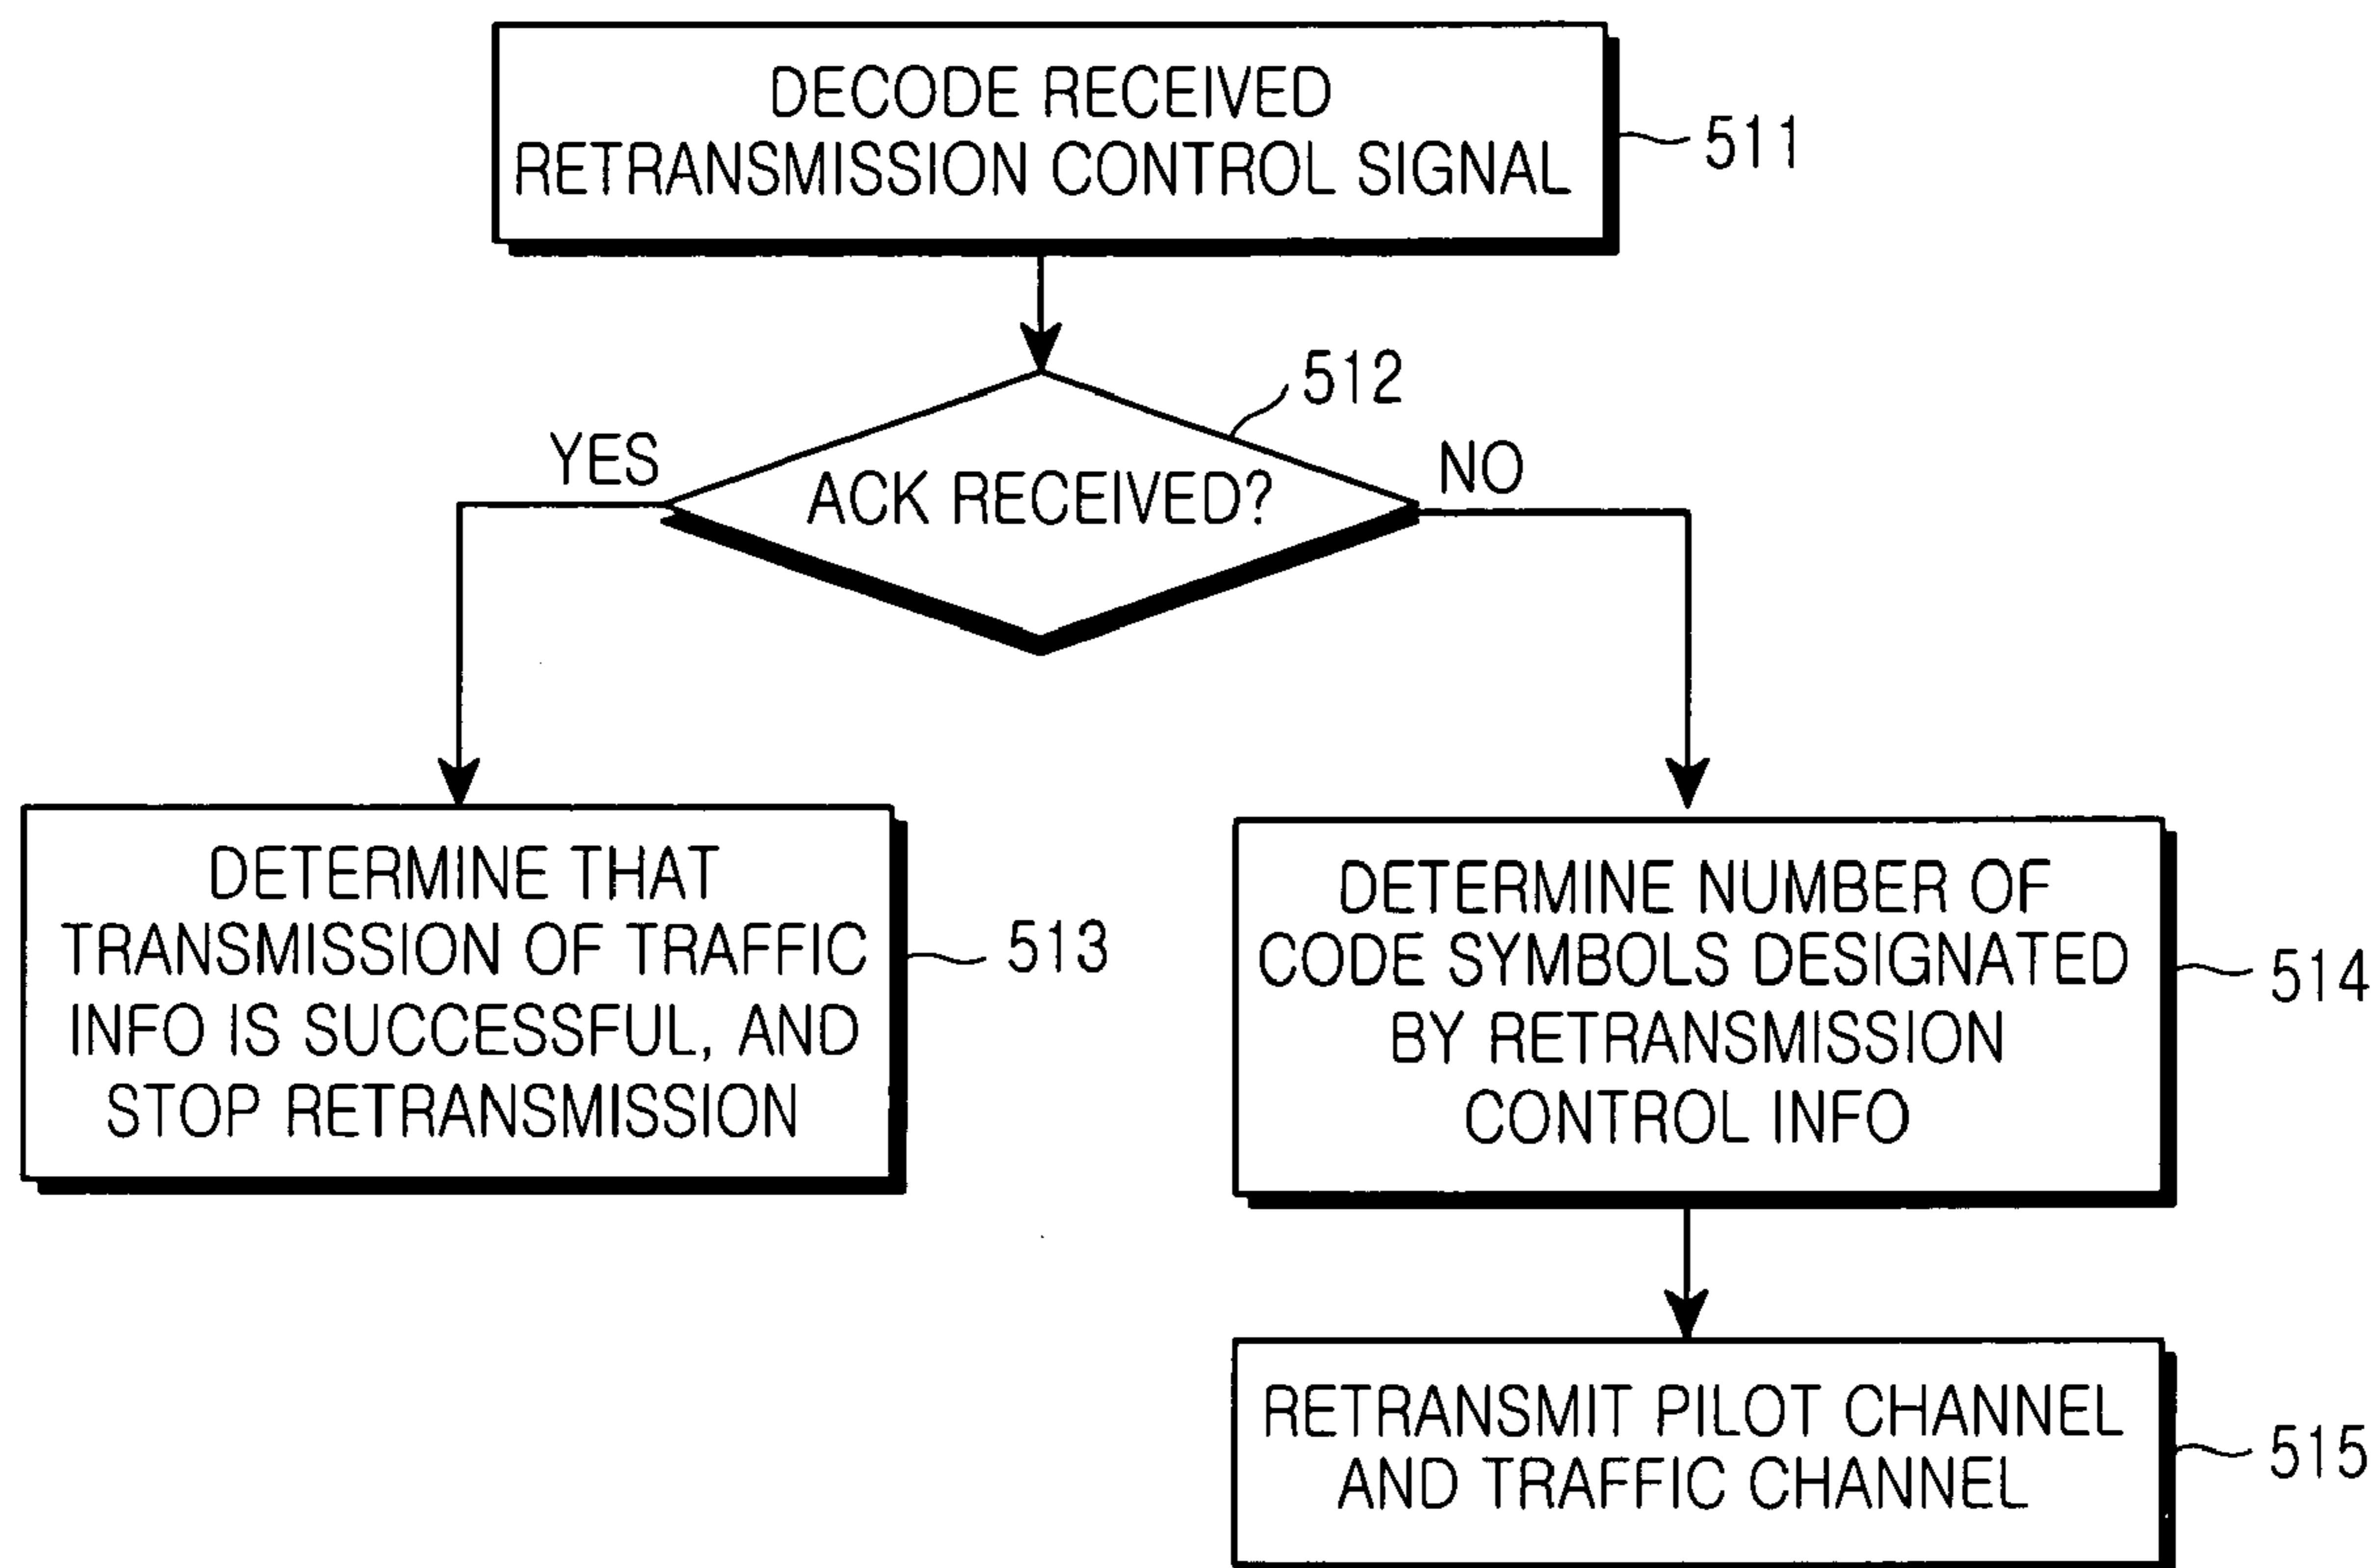 DECODE RECEIVED
RETRANSMISSION CONTROL SIGNAL
511
512
YES
ACK RECEIVED?
NO
DETERMINE THAT
TRANSMISSION OF TRAFFIC
INFO IS SUCCESSFUL, AND
STOP RETRANSMISSION
513
DETERMINE NUMBER OF
CODE SYMBOLS DESIGNATED
BY RETRANSMISSION
CONTROL INFO
514
RETRANSMIT PILOT CHANNEL
AND TRAFFIC CHANNEL
515